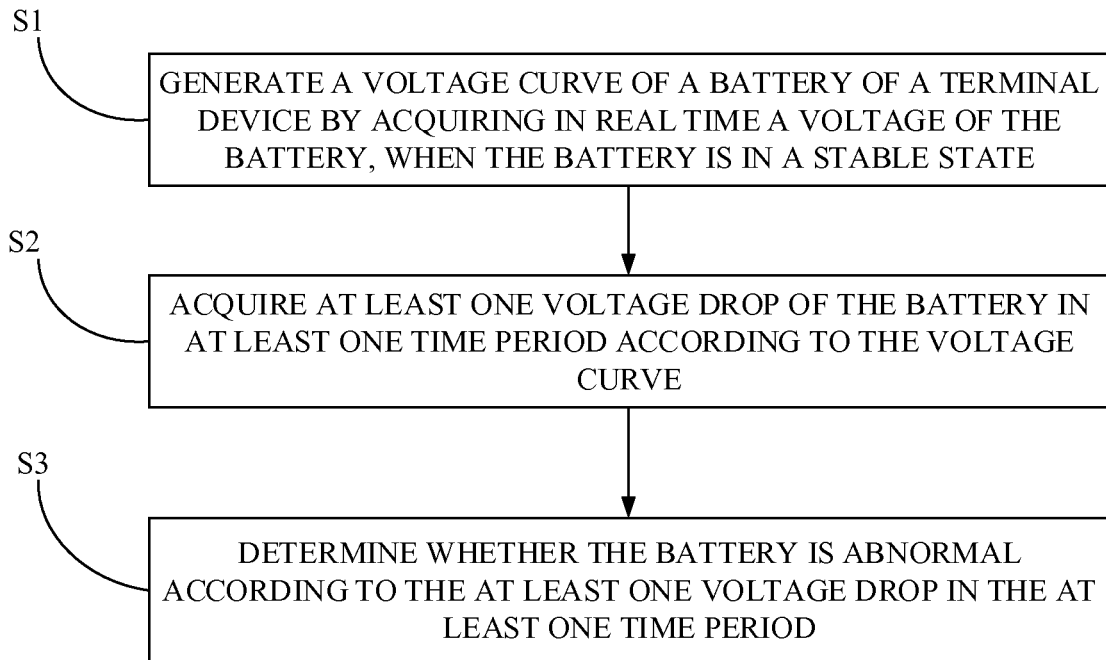 S1
GENERATE A VOLTAGE CURVE OF A BATTERY OF A TERMINAL
DEVICE BY ACQUIRING IN REAL TIME A VOLTAGE OF THE
BATTERY, WHEN THE BATTERY IS IN A STABLE STATE
S2
ACQUIRE AT LEAST ONE VOLTAGE DROP OF THE BATTERY IN
AT LEAST ONE TIME PERIOD ACCORDING TO THE VOLTAGE
CURVE
S3
DETERMINE WHETHER THE BATTERY IS ABNORMAL
ACCORDING TO THE AT LEAST ONE VOLTAGE DROP IN THE AT
LEAST ONE TIME PERIOD